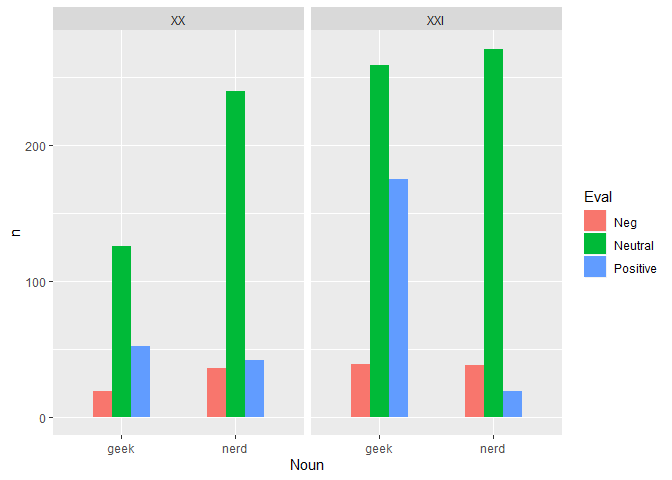 XX
XXI
n
200
100
0
geek
nerd
geek
nerd
Noun
Eval
Neg
Neutral
Positive